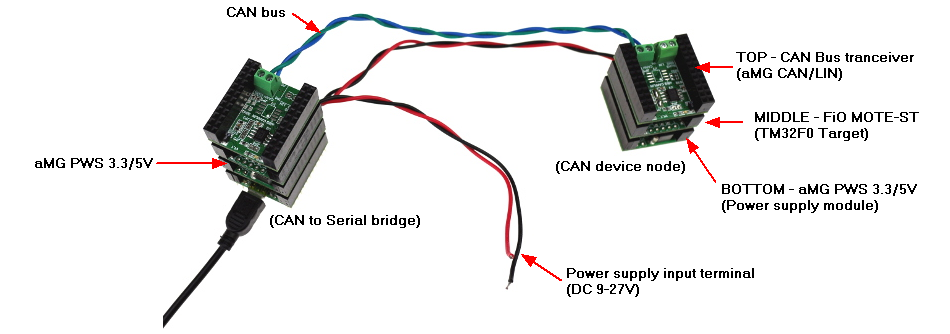 CAN bus
TOP - CAN Bus tranceiver
(aMG CAN/LIN)
MIDDLE - FiO MOTE-ST
(TM32F0 Target)
aMG PWS 3.3/5V
(CAN device node)
BOTTOM - aMG PWS 3.3/5V
(Power supply module)
(CAN to Serial bridge)
Power supply input terminal
(DC 9-27V)